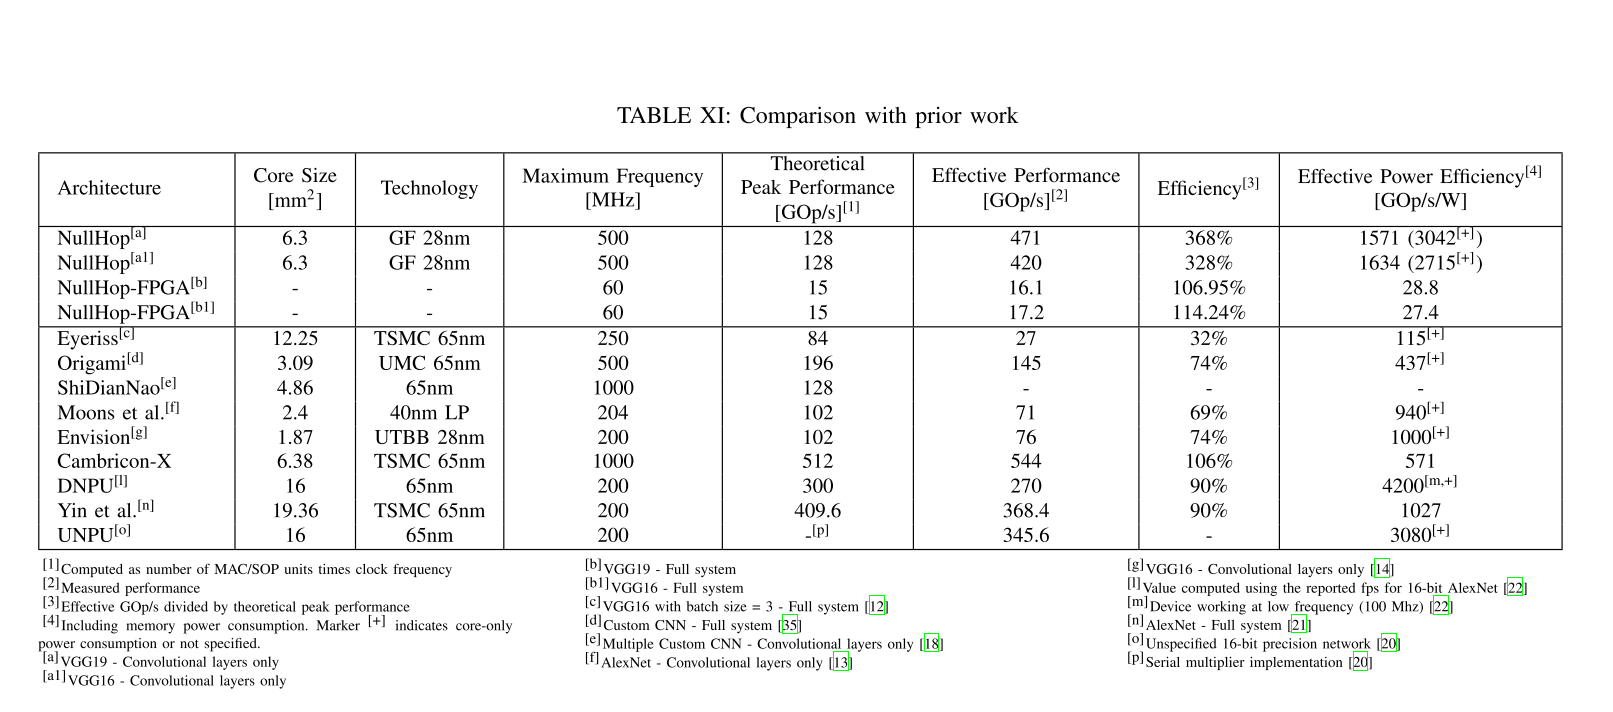 TABLE XI: Comparison with prior work
Architecture Core Size [mm2] Technology Maximum Frequency [MHz] Theoretical Peak Performance [GOp/s][1] Effective Performance [GOp/s][2] Efficiency[3] Effective Power Efficiency[4] [GOp/s/W]
NullHop[a] 6.3 GF 28nm 500 128 471 368% 1571 (3042[+])
NullHop[a1] 6.3 GF 28nm 500 128 420 328% 1634 (2715[+])
NullHop-FPGA[b] - - 60 15 16.1 106.95% 28.8
NullHop-FPGA[b1] - - 60 15 17.2 114.24% 27.4
Eyeriss[c] 12.25 TSMC 65nm 250 84 27 32% 115[+]
Origami[d] 3.09 UMC 65nm 500 196 145 74% 437[+]
ShiDianNao[e] 4.86 65nm 1000 128 - - -
Moons et al.[f] 2.4 40nm LP 204 102 71 69% 940[+]
Envision[g] 1.87 UTBB 28nm 200 102 76 74% 1000[+]
Cambricon-X 6.38 TSMC 65nm 1000 512 544 106% 571
DNPU[l] 16 65nm 200 300 270 90% 4200[m,+]
Yin et al.[n] 19.36 TSMC 65nm 200 409.6 368.4 90% 1027
UNPU[o] 16 65nm 200 -[p] 345.6 - 3080[+]
[1]Computed as number of MAC/SOP units times clock frequency
[2]Measured performance
[3]Effective GOp/s divided by theoretical peak performance
[4]Including memory power consumption. Marker [+] indicates core-only
power consumption or not specified.
[a]VGG19 - Convolutional layers only
[a1]VGG16 - Convolutional layers only
[b]VGG19 - Full system
[b1]VGG16 - Full system
[c]VGG16 with batch size = 3 - Full system [12]
[d]Custom CNN - Full system [35]
[e]Multiple Custom CNN - Convolutional layers only [18]
[f]AlexNet - Convolutional layers only [13]
[g]VGG16 - Convolutional layers only [14]
[l]Value computed using the reported fps for 16-bit AlexNet [22]
[m]Device working at low frequency (100 Mhz) [22]
[n]AlexNet - Full system [21]
[o]Unspecified 16-bit precision network [20]
[p]Serial multiplier implementation [20]